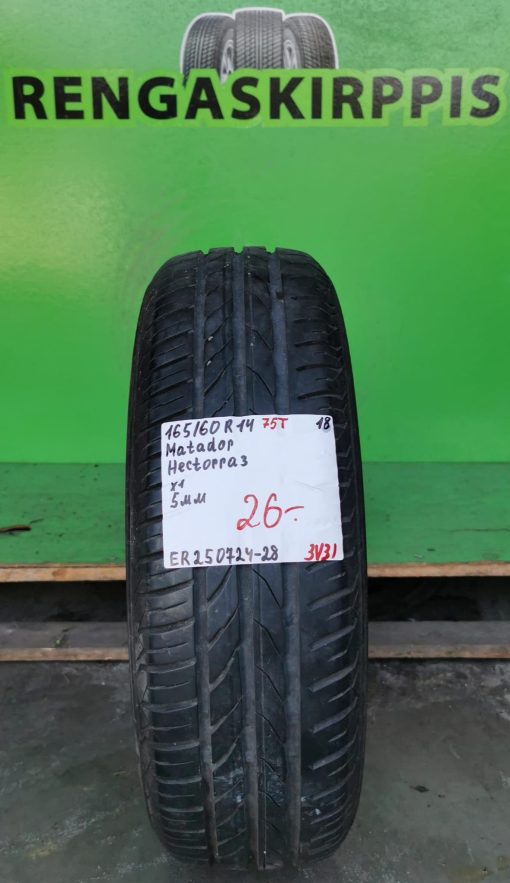 RENGASKIRPPIS
165/60 R14 75T 18
Matador
Hectorra3
x1
5мм
26:-
ER250724-28 3V31